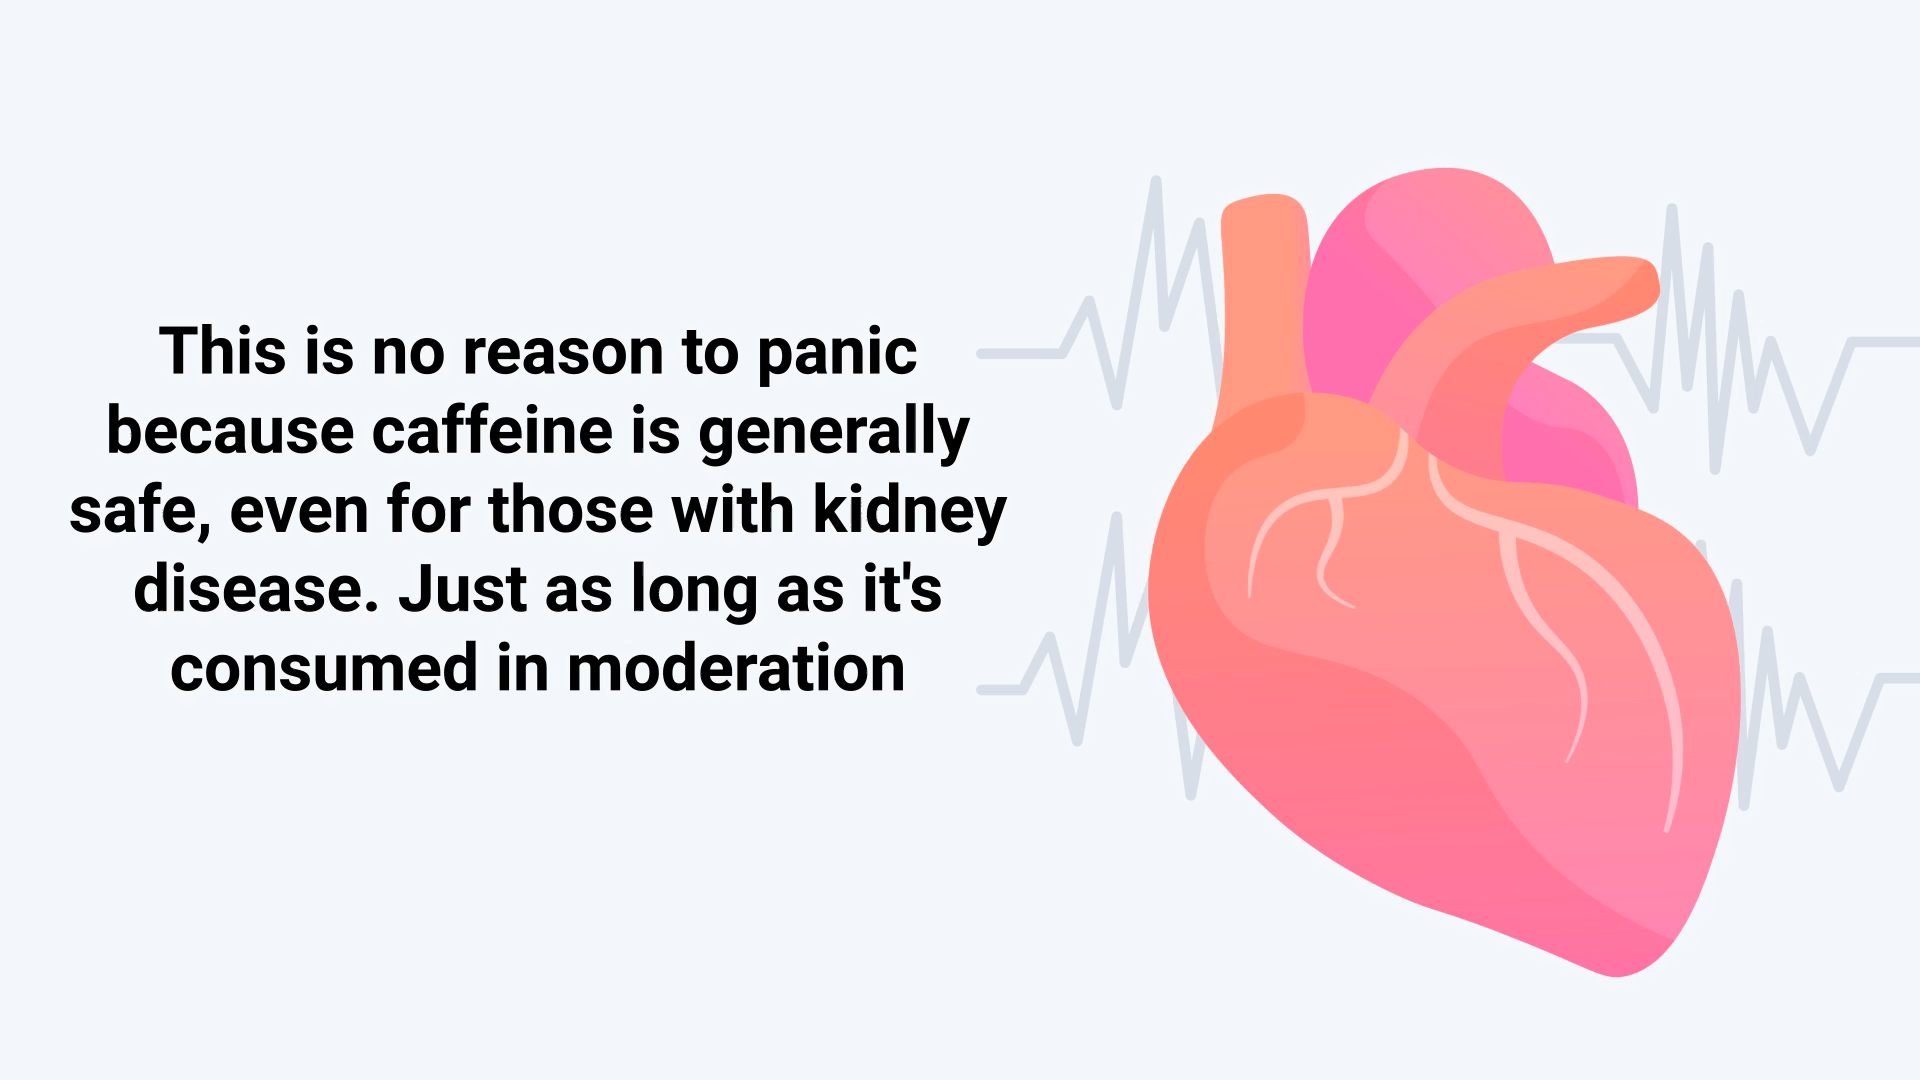 This is no reason to panic
because caffeine is generally
safe, even for those with kidney
disease. Just as long as it's
consumed in moderation